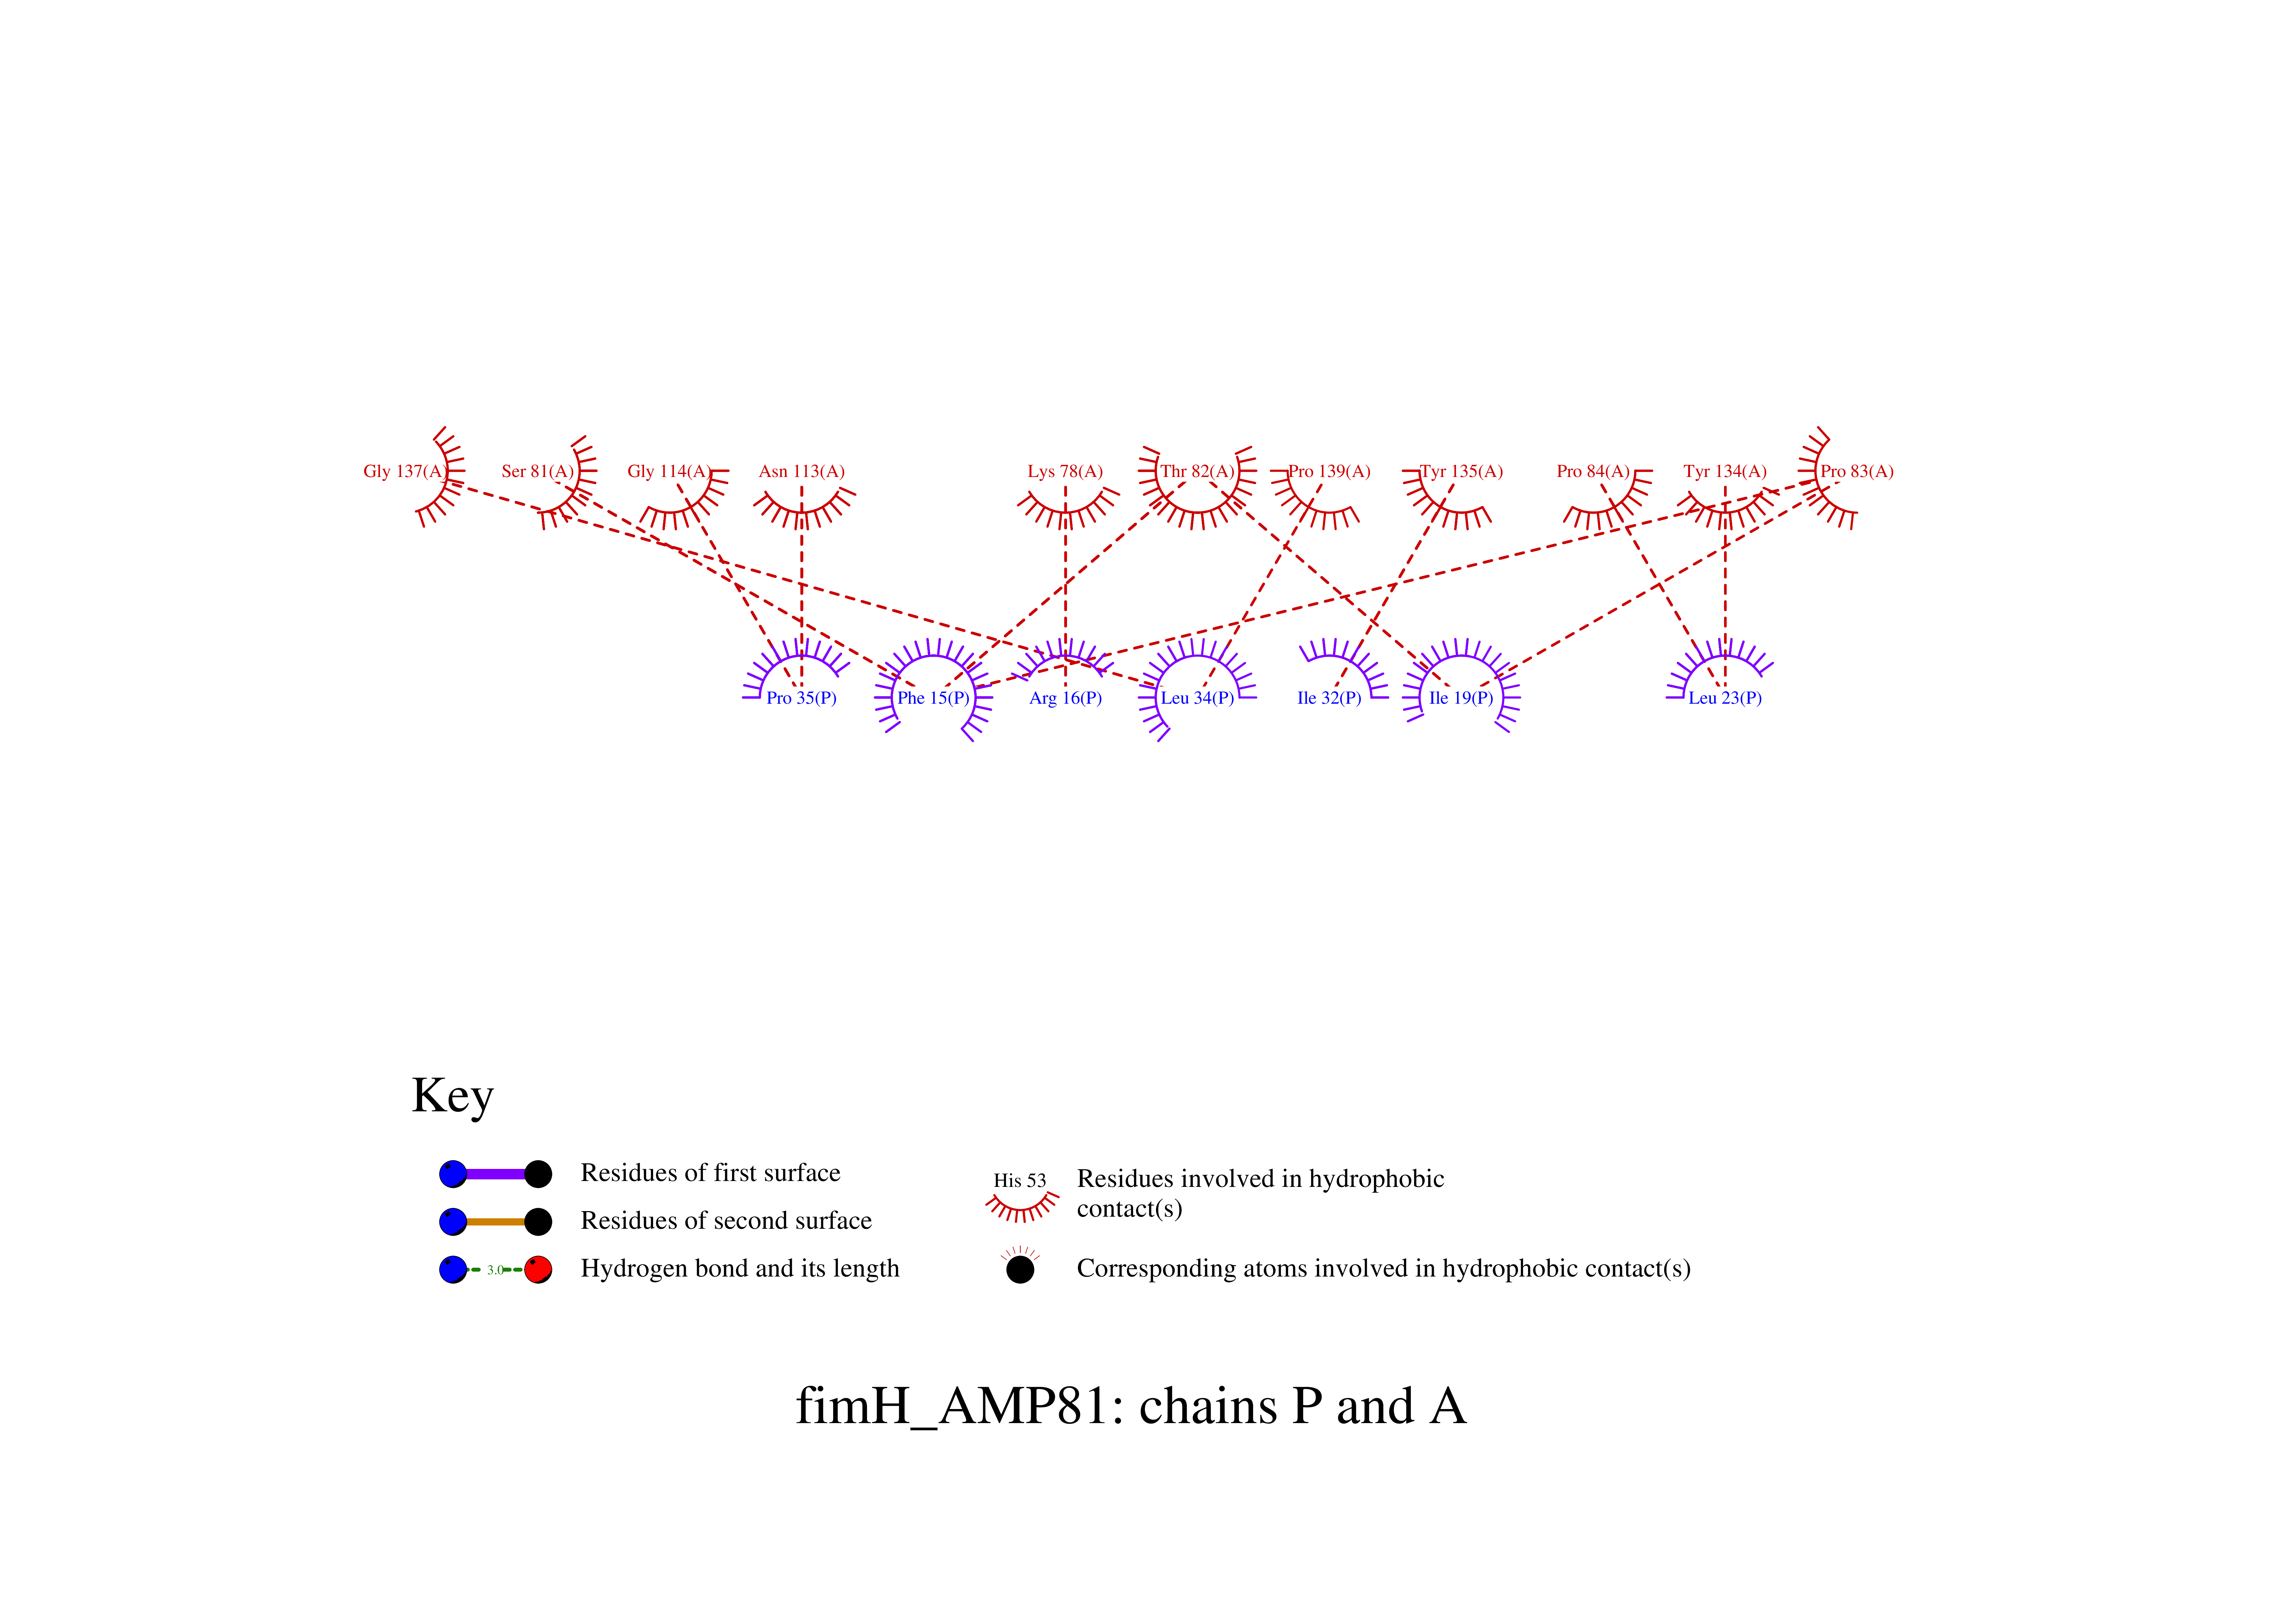 Gly 137(A) Ser 81(A) Gly 114(A) Asn 113(A) Lys 78(A) Thr 82(A) Pro 139(A) Tyr 135(A) Pro 84(A) Tyr 134(A) Pro 83(A)
Pro 35(P) Phe 15(P) Arg 16(P) Leu 34(P) Ile 32(P) Ile 19(P) Leu 23(P)
Key
Residues of first surface
Residues of second surface
3.0 Hydrogen bond and its length
His 53 Residues involved in hydrophobic
contact(s)
Corresponding atoms involved in hydrophobic contact(s)
fimH_AMP81: chains P and A